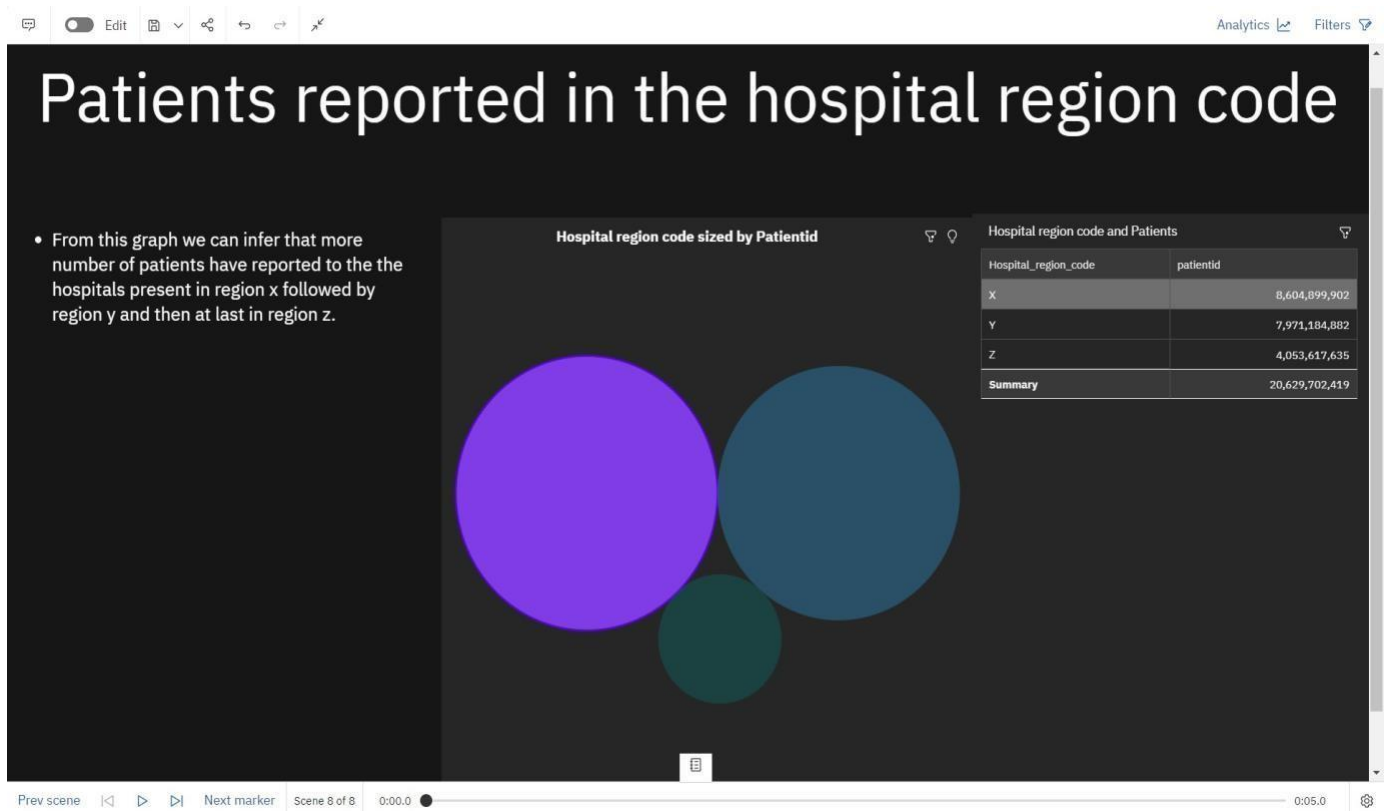 Edit
Analytics
Filters
Patients reported in the hospital region code
• From this graph we can infer that more
number of patients have reported to the the
hospitals present in region x followed by
region y and then at last in region z.
Hospital region code sized by Patientid
Hospital region code and Patients
Hospital_region_code patientid
X 8,604,899,902
Y 7,971,184,882
Z 4,053,617,635
Summary 20,629,702,419
Prev scene Next marker Scene 8 of 8 0:00.0 0:05.0